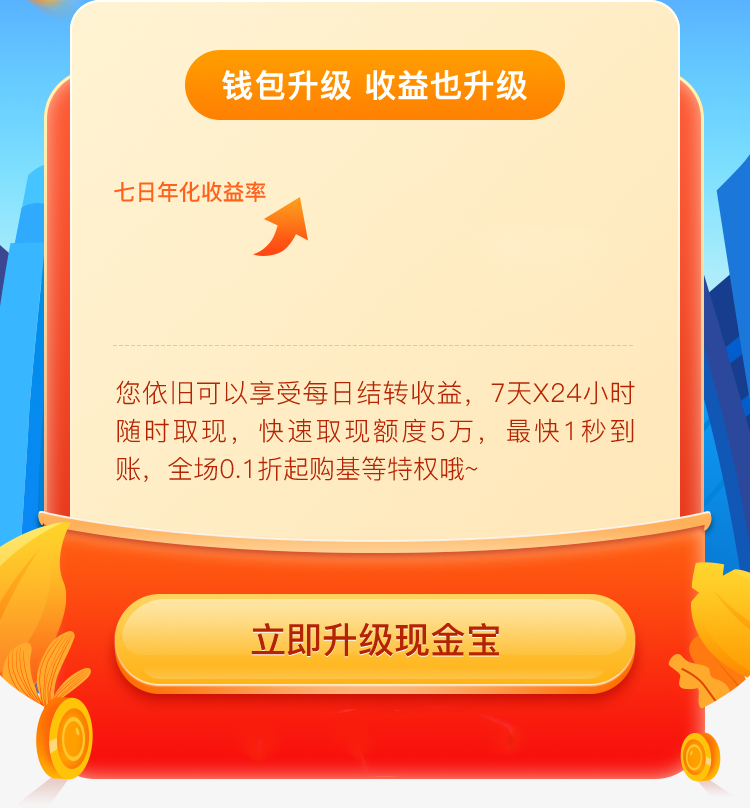 钱包升级 收益也升级
七日年化收益率
您依旧可以享受每日结转收益，7天X24小时
随时取现，快速取现额度5万，最快1秒到
账，全场0.1折起购基等特权哦~
立即升级现金宝